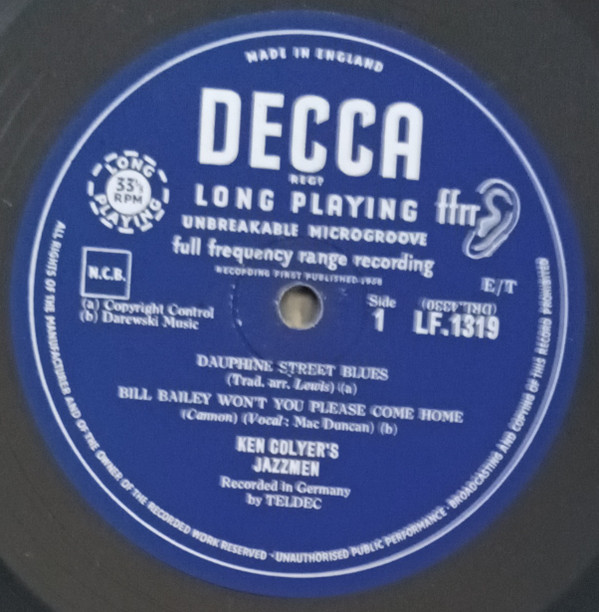 MADE IN ENGLAND
DECCA
REGD
LONG PLAYING
33⅓
RPM
LONG PLAYING
ffrr
UNBREAKABLE MICROGROOVE
full frequency range recording
RECORDING FIRST PUBLISHED 1958
E/T
N.C.B.
(a) Copyright Control
(b) Darewski Music
Side
1
LF.1319
DAUPHINE STREET BLUES
(Trad. arr. Lewis) (a)
BILL BAILEY WON'T YOU PLEASE COME HOME
(Cannon) (Vocal: Mac Duncan) (b)
KEN COLYER'S
JAZZMEN
Recorded in Germany
by TELDEC
ALL RIGHTS OF THE MANUFACTURER AND OF THE OWNER OF THE RECORDED WORK RESERVED · UNAUTHORISED PUBLIC PERFORMANCE · BROADCASTING AND COPYING OF THIS RECORD PROHIBITED